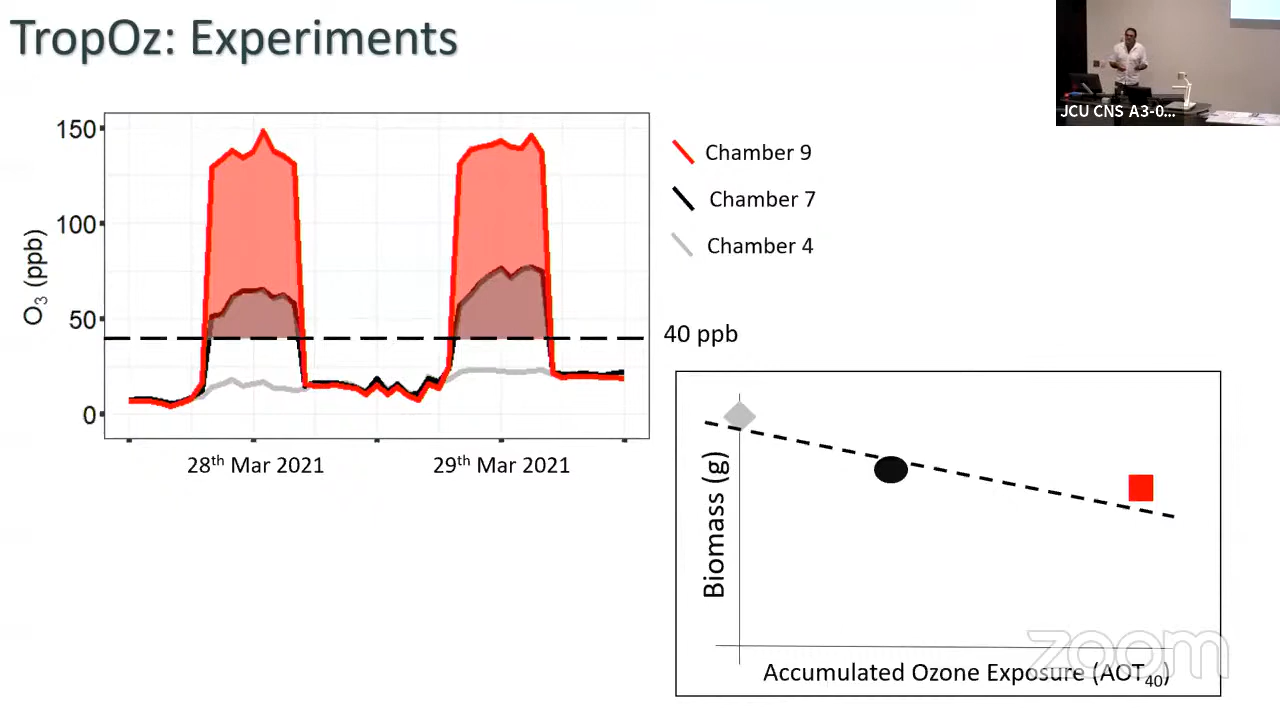 TropOz: Experiments
JCU CNS A3-0...
150
100
50
0
O₃ (ppb)
28th Mar 2021
29th Mar 2021
Chamber 9
Chamber 7
Chamber 4
40 ppb
Biomass (g)
Accumulated Ozone Exposure (AOT₄₀)
zoom